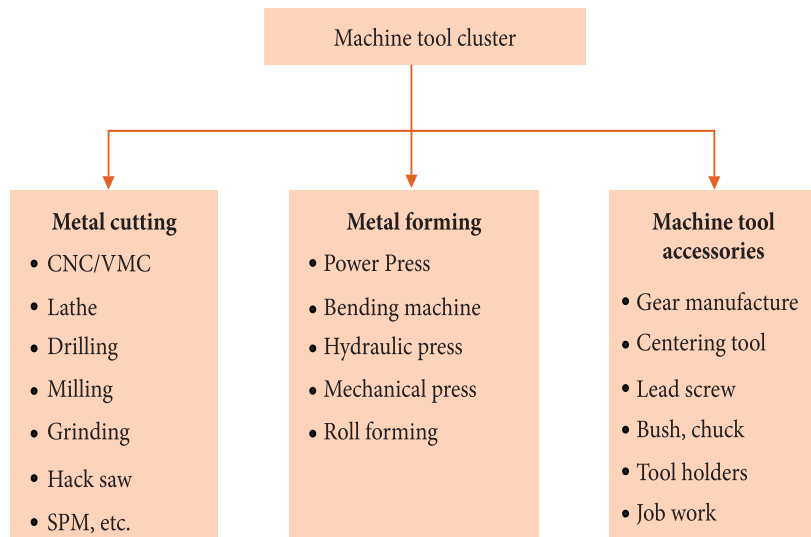 Machine tool cluster
Metal cutting
• CNC/VMC
• Lathe
• Drilling
• Milling
• Grinding
• Hack saw
• SPM, etc.
Metal forming
• Power Press
• Bending machine
• Hydraulic press
• Mechanical press
• Roll forming
Machine tool
accessories
• Gear manufacture
• Centering tool
• Lead screw
• Bush, chuck
• Tool holders
• Job work